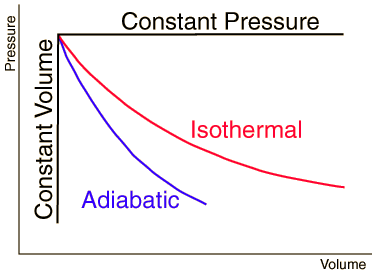 Constant Pressure
Pressure
Constant Volume
Isothermal
Adiabatic
Volume